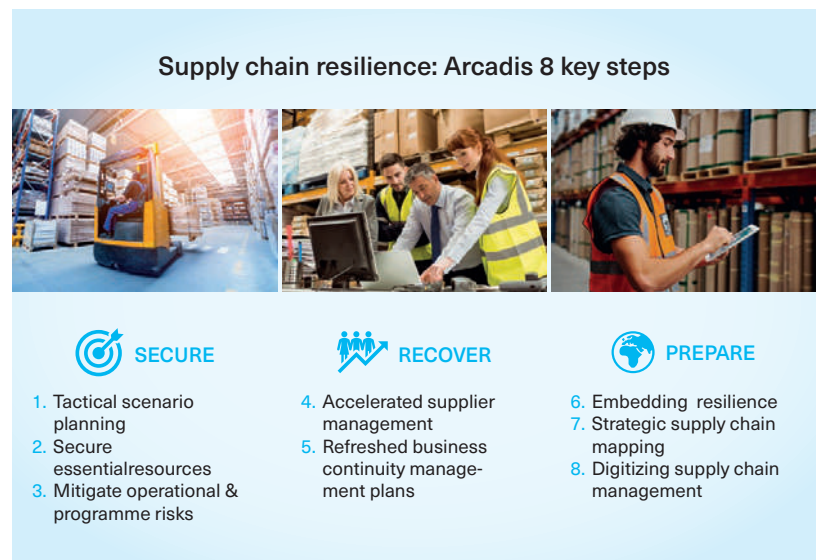 Supply chain resilience: Arcadis 8 key steps
SECURE
1. Tactical scenario
planning
2. Secure
essentialresources
3. Mitigate operational &
programme risks
RECOVER
4. Accelerated supplier
management
5. Refreshed business
continuity manage-
ment plans
PREPARE
6. Embedding resilience
7. Strategic supply chain
mapping
8. Digitizing supply chain
management